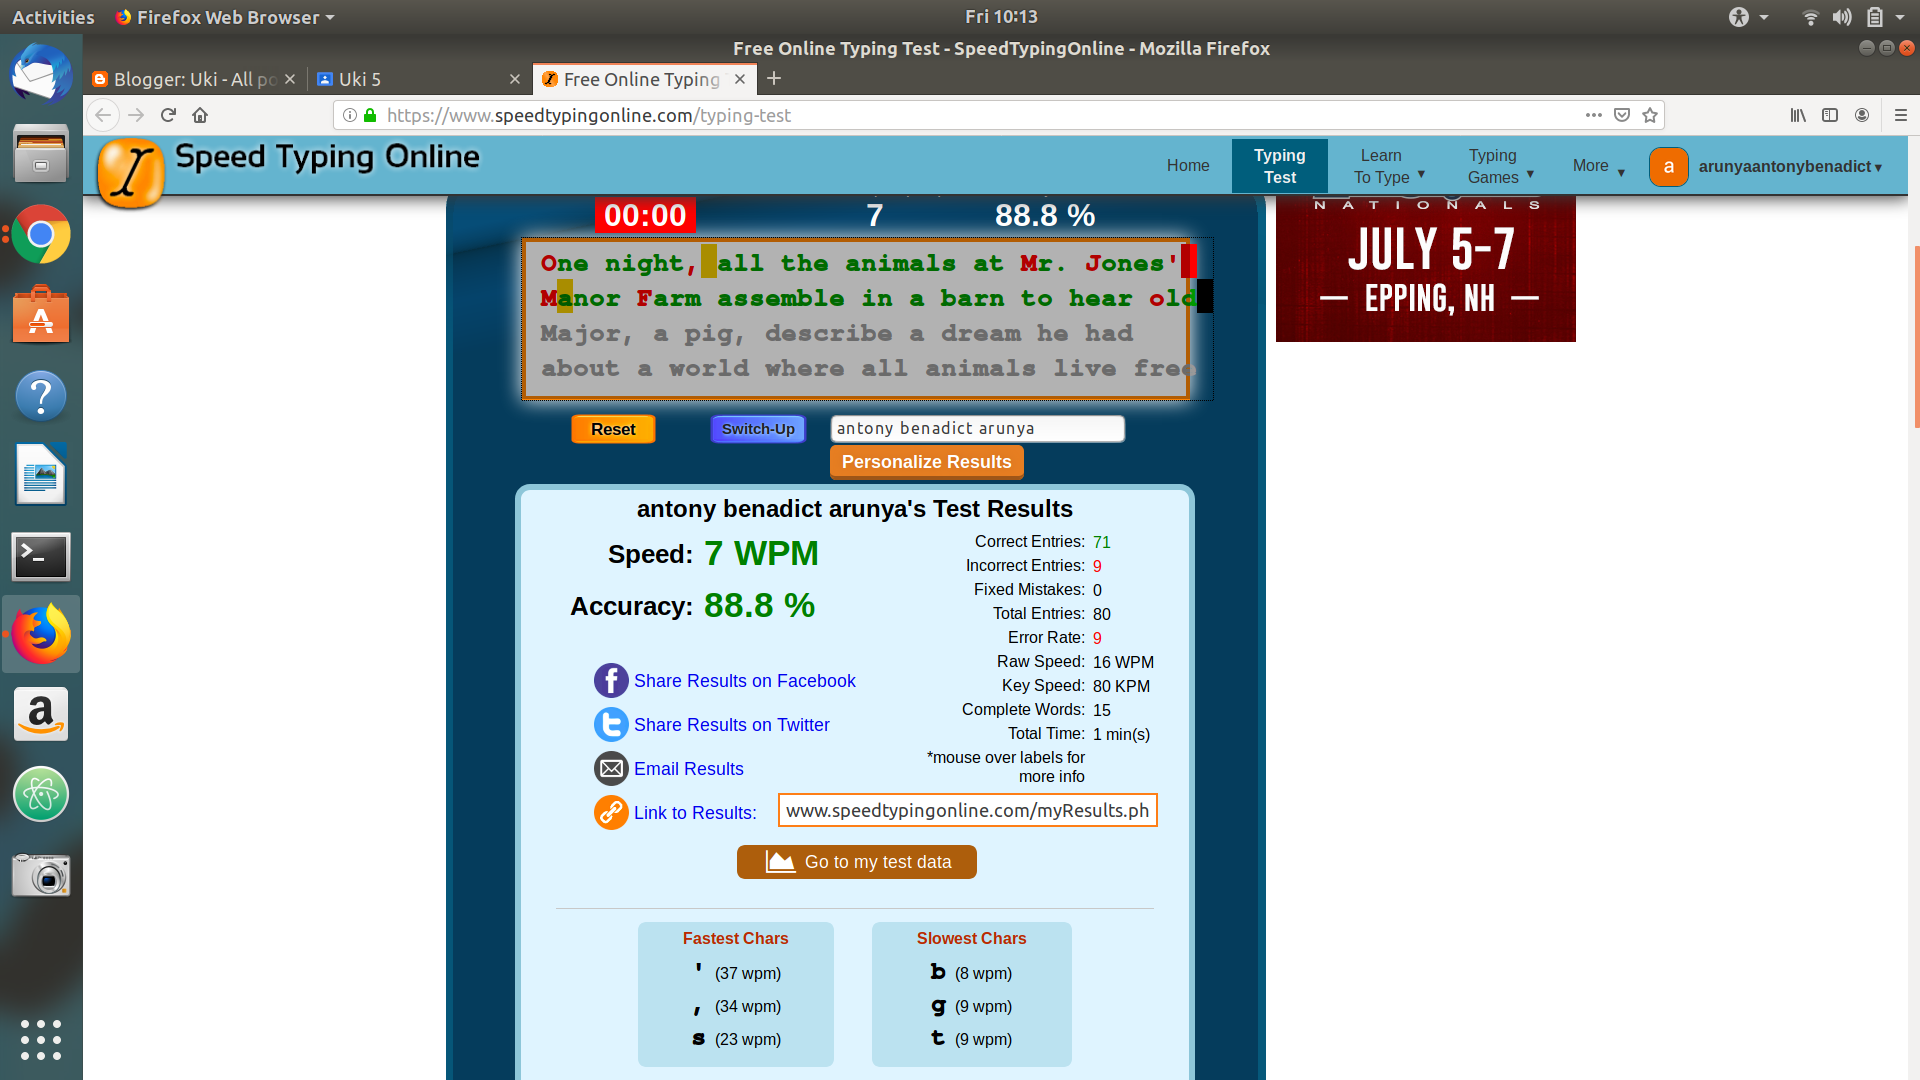 Activities
Firefox Web Browser
Fri 10:13
Free Online Typing Test - SpeedTypingOnline - Mozilla Firefox
Blogger: Uki - All po
Uki 5
Free Online Typing
https://www.speedtypingonline.com/typing-test
Speed Typing Online
Home
Typing Test
Learn To Type
Typing Games
More
a
arunyaantonybenadict
00:00
7
88.8 %
NATIONALS
JULY 5-7
— EPPING, NH —
One night, all the animals at Mr. Jones'
Manor Farm assemble in a barn to hear old
Major, a pig, describe a dream he had
about a world where all animals live free
Reset
Switch-Up
antony benadict arunya
Personalize Results
antony benadict arunya's Test Results
Speed: 7 WPM
Accuracy: 88.8 %
Correct Entries: 71
Incorrect Entries: 9
Fixed Mistakes: 0
Total Entries: 80
Error Rate: 9
Raw Speed: 16 WPM
Key Speed: 80 KPM
Complete Words: 15
Total Time: 1 min(s)
*mouse over labels for
more info
Share Results on Facebook
Share Results on Twitter
Email Results
Link to Results:
www.speedtypingonline.com/myResults.ph
Go to my test data
Fastest Chars
' (37 wpm)
, (34 wpm)
s (23 wpm)
Slowest Chars
b (8 wpm)
g (9 wpm)
t (9 wpm)